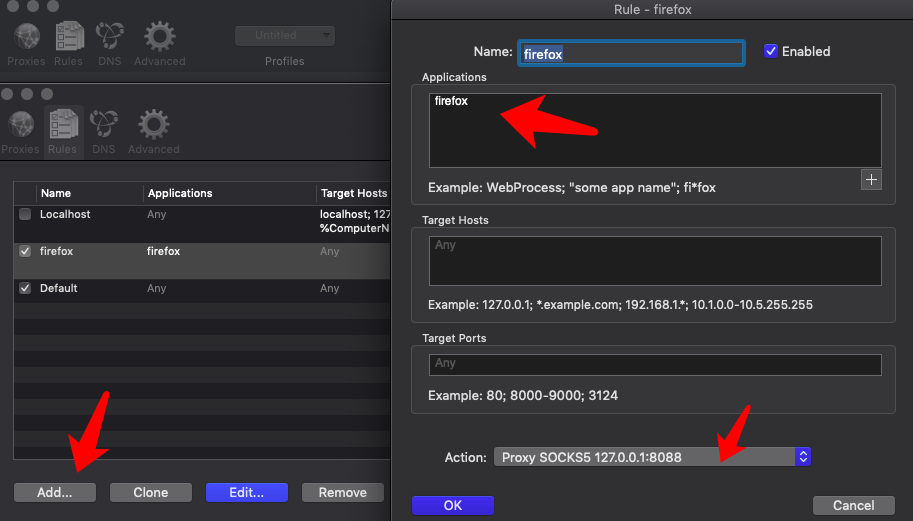 Untitled
Proxies Rules DNS Advanced
Profiles
Proxies Rules DNS Advanced
Name Applications Target Hosts
Localhost Any localhost; 127
%ComputerN
firefox firefox Any
Default Any Any
Add... Clone Edit... Remove
Rule - firefox
Name: firefox Enabled
Applications
firefox
Example: WebProcess; "some app name"; fi*fox
Target Hosts
Any
Example: 127.0.0.1; *.example.com; 192.168.1.*; 10.1.0.0-10.5.255.255
Target Ports
Any
Example: 80; 8000-9000; 3124
Action: Proxy SOCKS5 127.0.0.1:8088
OK Cancel